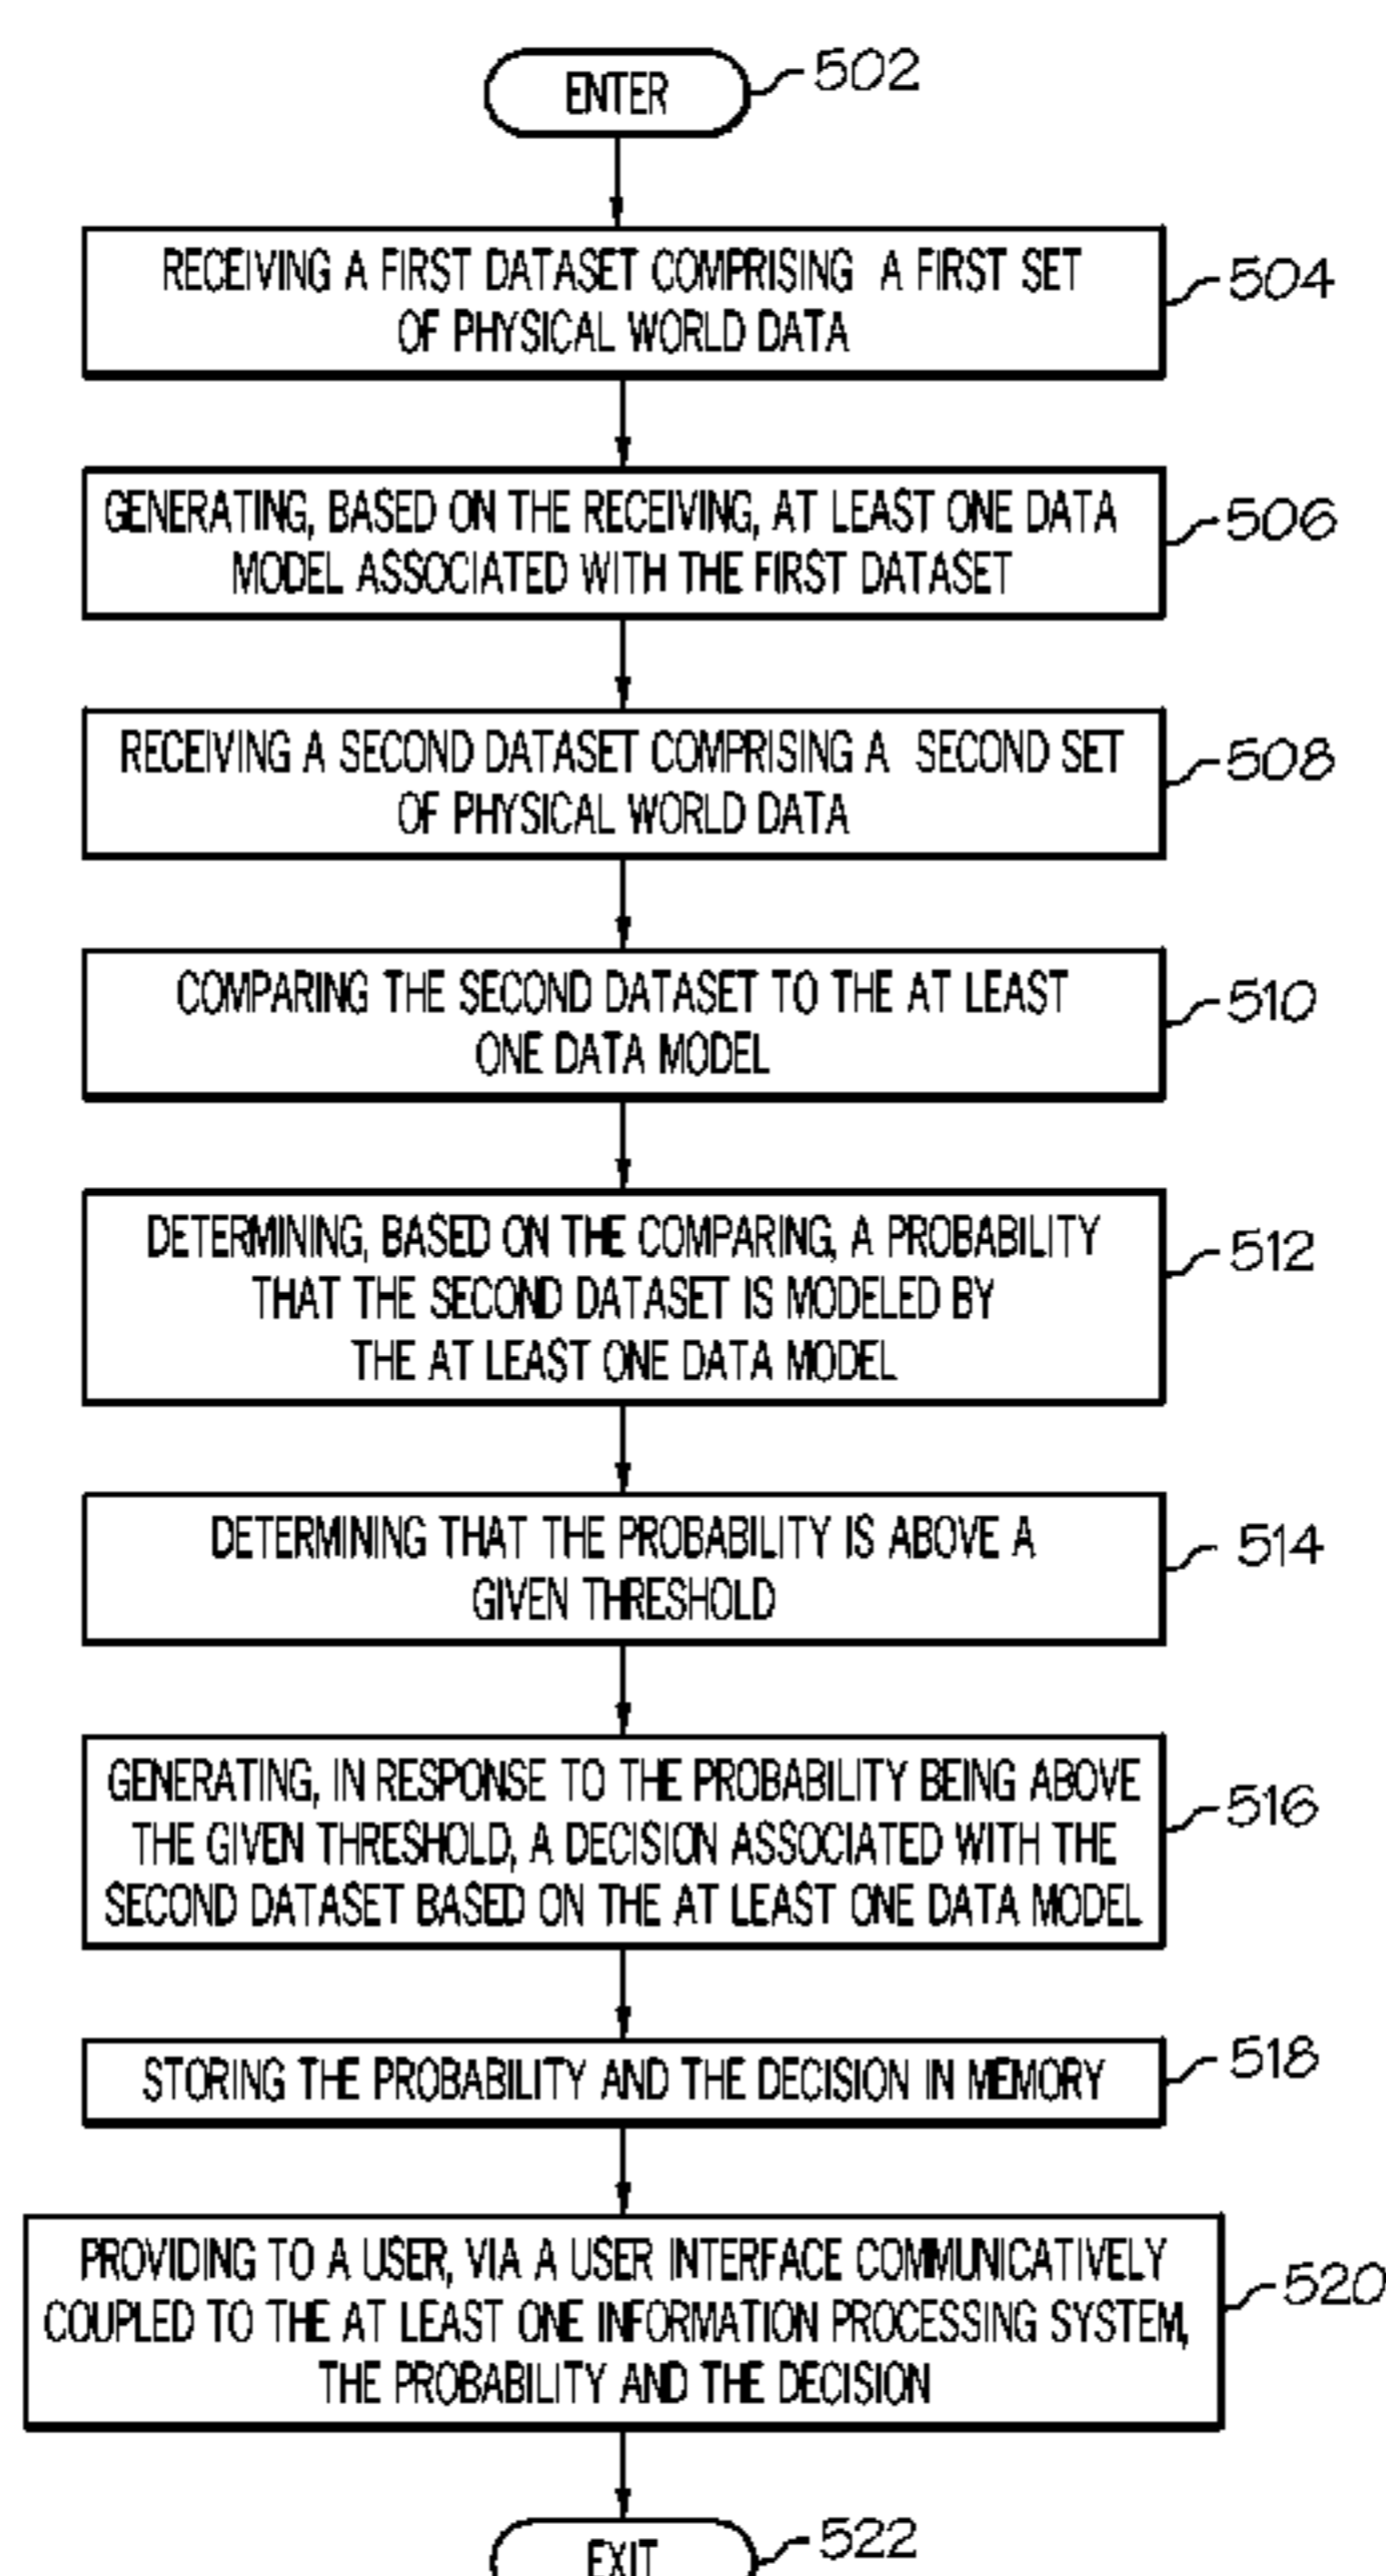 ENTER
502
RECEIVING A FIRST DATASET COMPRISING A FIRST SET
OF PHYSICAL WORLD DATA
504
GENERATING, BASED ON THE RECEIVING, AT LEAST ONE DATA
MODEL ASSOCIATED WITH THE FIRST DATASET
506
RECEIVING A SECOND DATASET COMPRISING A SECOND SET
OF PHYSICAL WORLD DATA
508
COMPARING THE SECOND DATASET TO THE AT LEAST
ONE DATA MODEL
510
DETERMINING, BASED ON THE COMPARING, A PROBABILITY
THAT THE SECOND DATASET IS MODELED BY
THE AT LEAST ONE DATA MODEL
512
DETERMINING THAT THE PROBABILITY IS ABOVE A
GIVEN THRESHOLD
514
GENERATING, IN RESPONSE TO THE PROBABILITY BEING ABOVE
THE GIVEN THRESHOLD, A DECISION ASSOCIATED WITH THE
SECOND DATASET BASED ON THE AT LEAST ONE DATA MODEL
516
STORING THE PROBABILITY AND THE DECISION IN MEMORY
518
PROVIDING TO A USER, VIA A USER INTERFACE COMMUNICATIVELY
COUPLED TO THE AT LEAST ONE INFORMATION PROCESSING SYSTEM,
THE PROBABILITY AND THE DECISION
520
EXIT
522